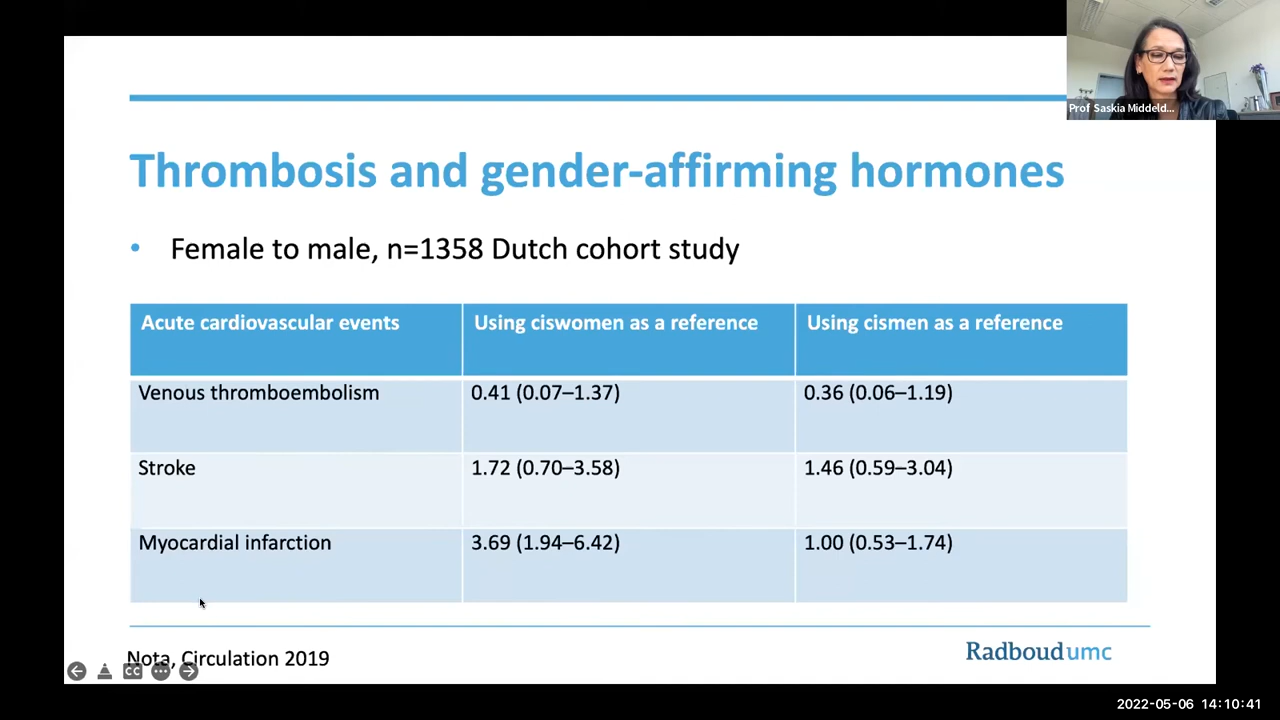 Prof Saskia Middeld...
Thrombosis and gender-affirming hormones
• Female to male, n=1358 Dutch cohort study
Acute cardiovascular events Using ciswomen as a reference Using cismen as a reference
Venous thromboembolism 0.41 (0.07–1.37) 0.36 (0.06–1.19)
Stroke 1.72 (0.70–3.58) 1.46 (0.59–3.04)
Myocardial infarction 3.69 (1.94–6.42) 1.00 (0.53–1.74)
Nota, Circulation 2019
Radboudumc
CC
2022-05-06 14:10:41